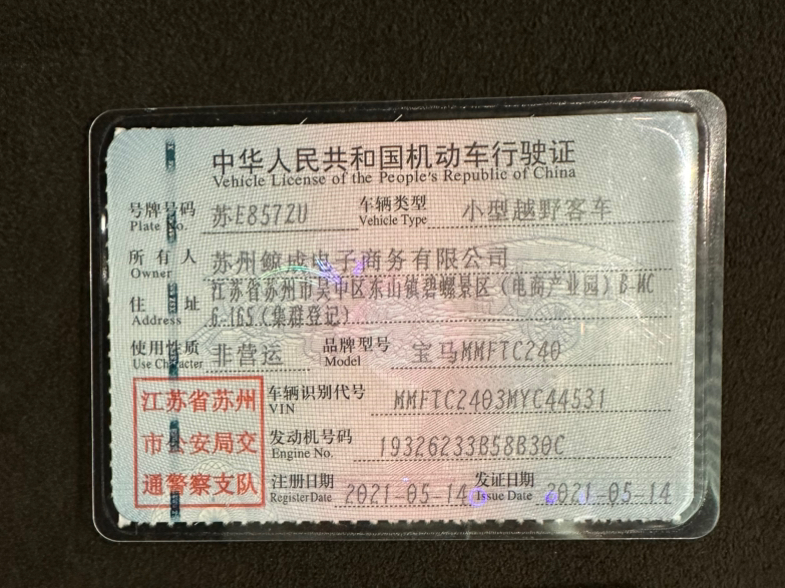 中华人民共和国机动车行驶证
Vehicle License of the People's Republic of China
号牌号码 苏E857ZU 车辆类型 小型越野客车
Plate No. Vehicle Type
所有人 苏州鲸成电子商务有限公司
Owner
住址 江苏省苏州市吴中区东山镇碧螺景区(电商产业园)B-MC
Address 6-165(集群登记)
使用性质 非营运 品牌型号 宝马MMFTC240
Use Character Model
江苏省苏州
市公安局交
通警察支队
车辆识别代号 MMFTC2403MYC44531
VIN
发动机号码 19326233B58B30C
Engine No.
注册日期 2021-05-14 发证日期 2021-05-14
Register Date Issue Date